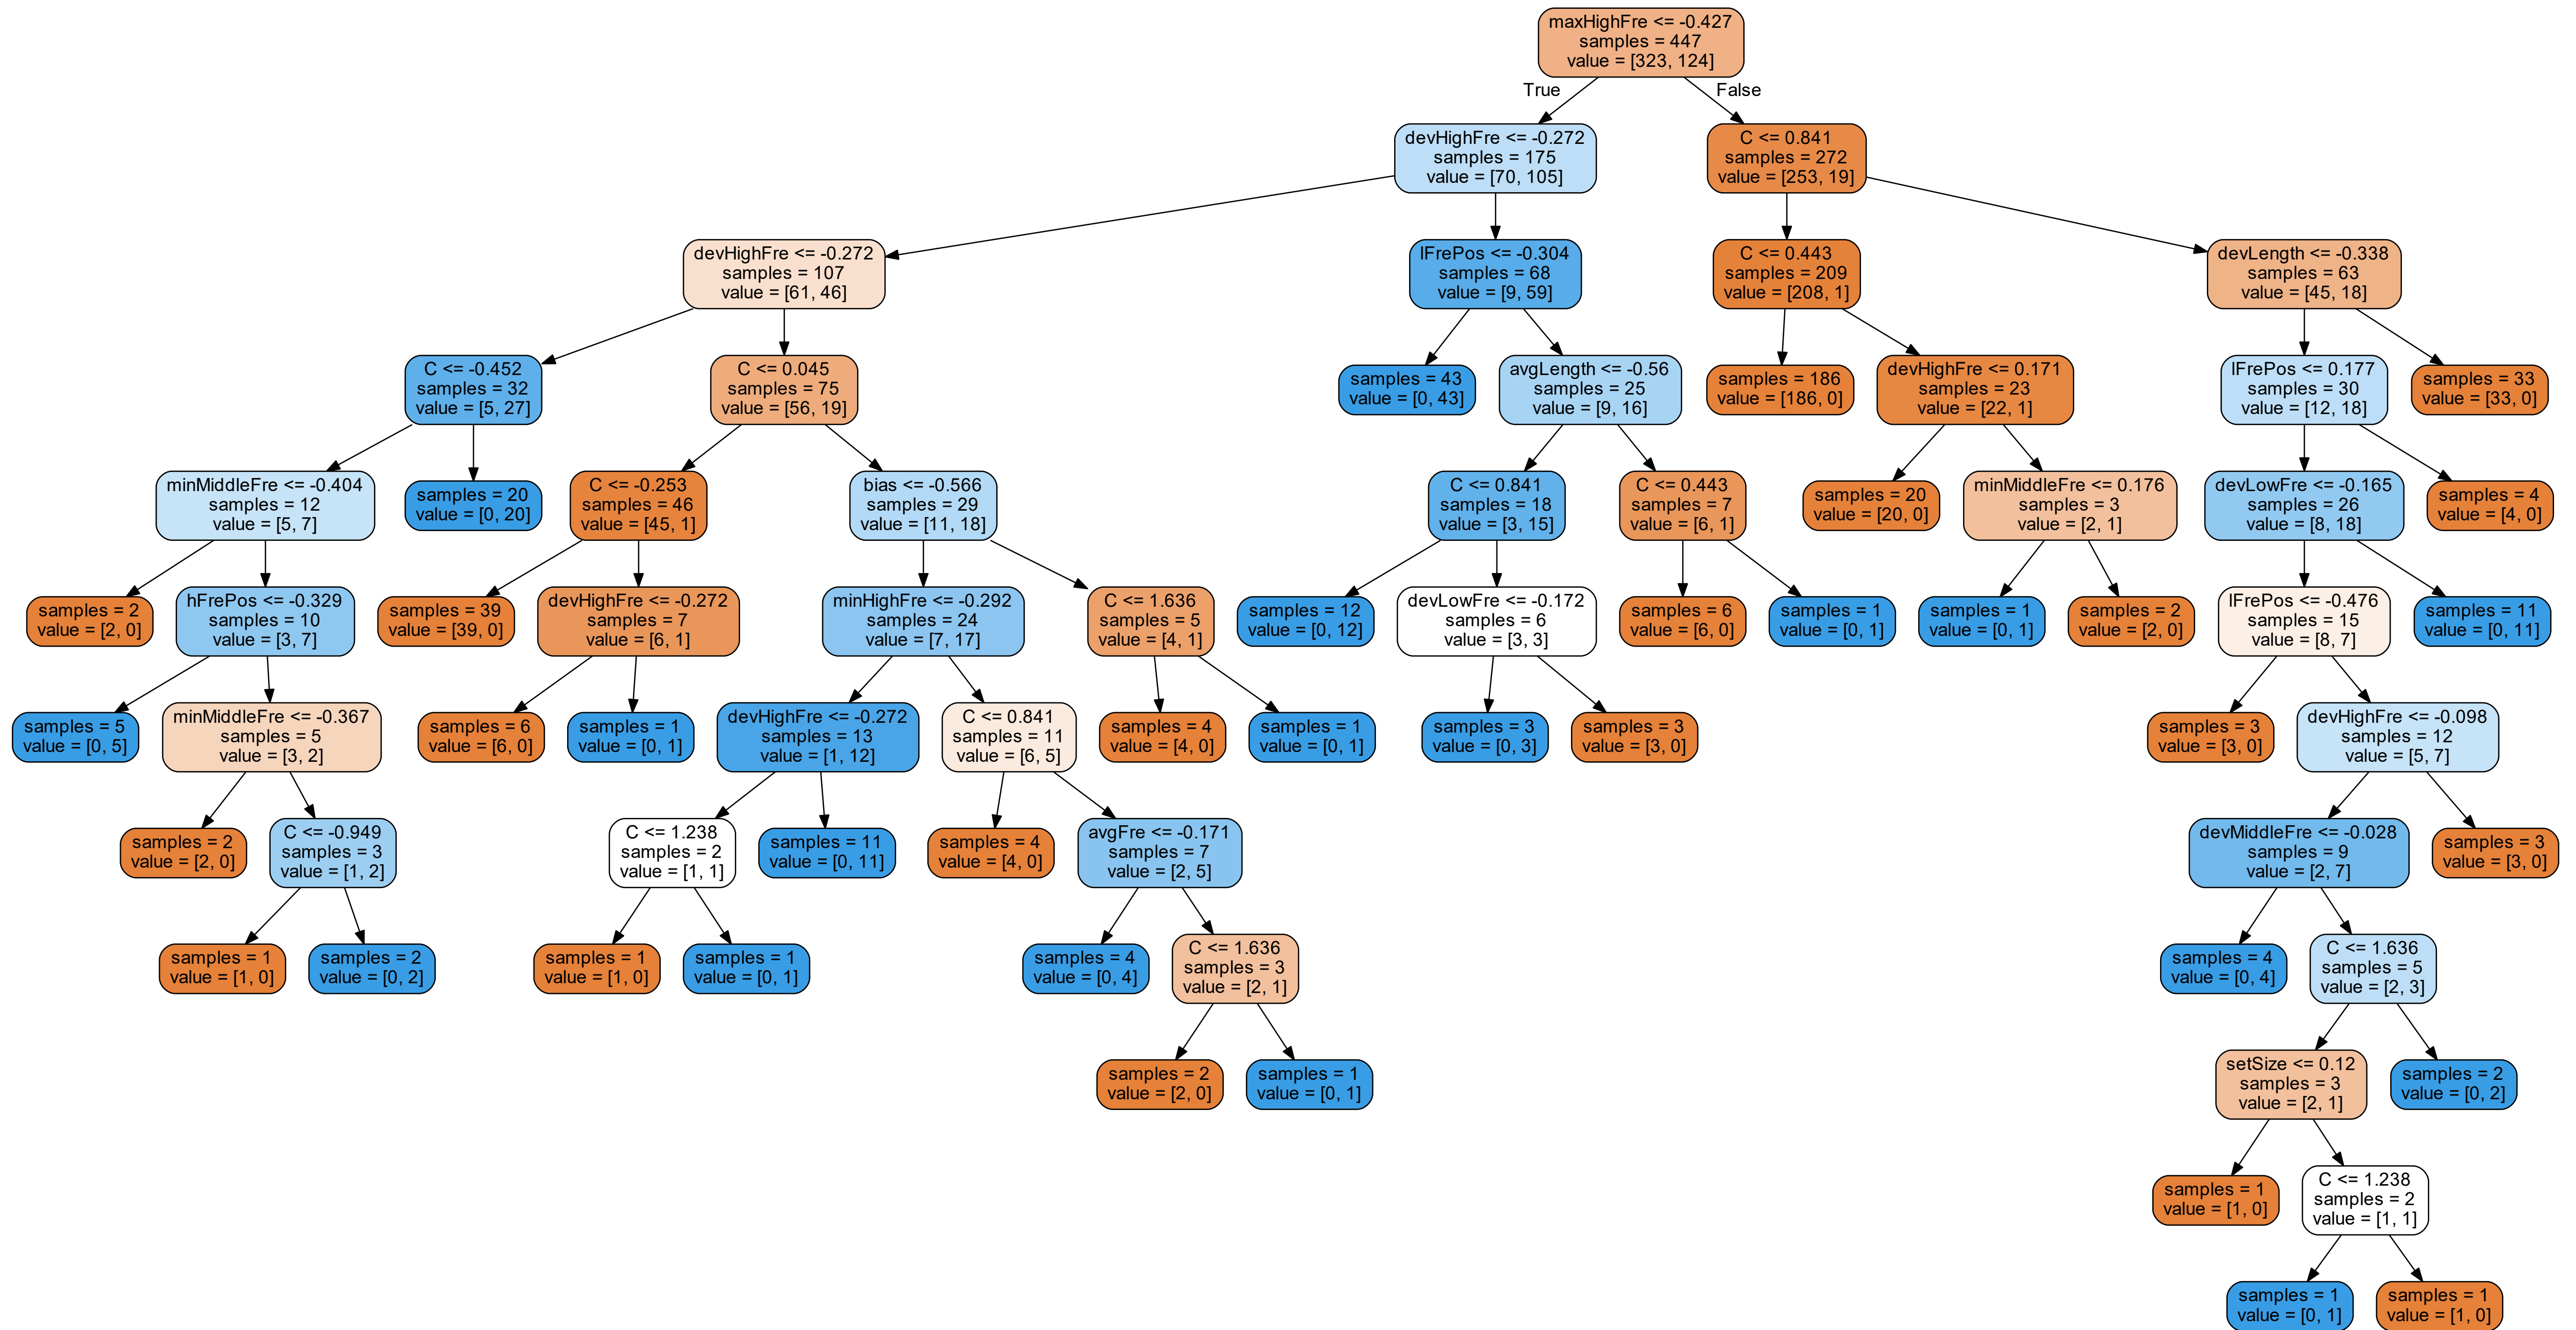 maxHighFre <= -0.427
samples = 447
value = [323, 124]
True
False
devHighFre <= -0.272
samples = 175
value = [70, 105]
C <= 0.841
samples = 272
value = [253, 19]
devHighFre <= -0.272
samples = 107
value = [61, 46]
lFrePos <= -0.304
samples = 68
value = [9, 59]
C <= 0.443
samples = 209
value = [208, 1]
devLength <= -0.338
samples = 63
value = [45, 18]
C <= -0.452
samples = 32
value = [5, 27]
C <= 0.045
samples = 75
value = [56, 19]
samples = 43
value = [0, 43]
avgLength <= -0.56
samples = 25
value = [9, 16]
samples = 186
value = [186, 0]
devHighFre <= 0.171
samples = 23
value = [22, 1]
lFrePos <= 0.177
samples = 30
value = [12, 18]
samples = 33
value = [33, 0]
minMiddleFre <= -0.404
samples = 12
value = [5, 7]
samples = 20
value = [0, 20]
C <= -0.253
samples = 46
value = [45, 1]
bias <= -0.566
samples = 29
value = [11, 18]
C <= 0.841
samples = 18
value = [3, 15]
C <= 0.443
samples = 7
value = [6, 1]
samples = 20
value = [20, 0]
minMiddleFre <= 0.176
samples = 3
value = [2, 1]
devLowFre <= -0.165
samples = 26
value = [8, 18]
samples = 4
value = [4, 0]
samples = 2
value = [2, 0]
hFrePos <= -0.329
samples = 10
value = [3, 7]
samples = 39
value = [39, 0]
devHighFre <= -0.272
samples = 7
value = [6, 1]
minHighFre <= -0.292
samples = 24
value = [7, 17]
C <= 1.636
samples = 5
value = [4, 1]
samples = 12
value = [0, 12]
devLowFre <= -0.172
samples = 6
value = [3, 3]
samples = 6
value = [6, 0]
samples = 1
value = [0, 1]
samples = 1
value = [0, 1]
samples = 2
value = [2, 0]
lFrePos <= -0.476
samples = 15
value = [8, 7]
samples = 11
value = [0, 11]
samples = 5
value = [0, 5]
minMiddleFre <= -0.367
samples = 5
value = [3, 2]
samples = 6
value = [6, 0]
samples = 1
value = [0, 1]
devHighFre <= -0.272
samples = 13
value = [1, 12]
C <= 0.841
samples = 11
value = [6, 5]
samples = 4
value = [4, 0]
samples = 1
value = [0, 1]
samples = 3
value = [0, 3]
samples = 3
value = [3, 0]
samples = 3
value = [3, 0]
devHighFre <= -0.098
samples = 12
value = [5, 7]
samples = 2
value = [2, 0]
C <= -0.949
samples = 3
value = [1, 2]
C <= 1.238
samples = 2
value = [1, 1]
samples = 11
value = [0, 11]
samples = 4
value = [4, 0]
avgFre <= -0.171
samples = 7
value = [2, 5]
devMiddleFre <= -0.028
samples = 9
value = [2, 7]
samples = 3
value = [3, 0]
samples = 1
value = [1, 0]
samples = 2
value = [0, 2]
samples = 1
value = [1, 0]
samples = 1
value = [0, 1]
samples = 4
value = [0, 4]
C <= 1.636
samples = 3
value = [2, 1]
samples = 4
value = [0, 4]
C <= 1.636
samples = 5
value = [2, 3]
samples = 2
value = [2, 0]
samples = 1
value = [0, 1]
setSize <= 0.12
samples = 3
value = [2, 1]
samples = 2
value = [0, 2]
samples = 1
value = [1, 0]
C <= 1.238
samples = 2
value = [1, 1]
samples = 1
value = [0, 1]
samples = 1
value = [1, 0]